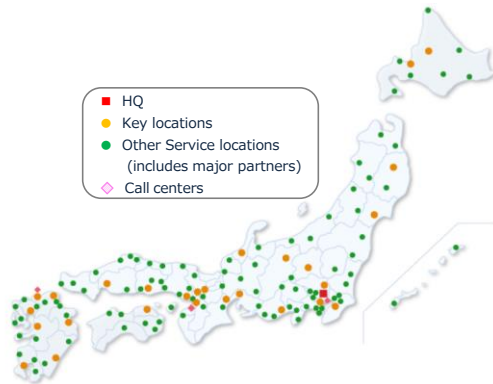 HQ
Key locations
Other Service locations
(includes major partners)
Call centers